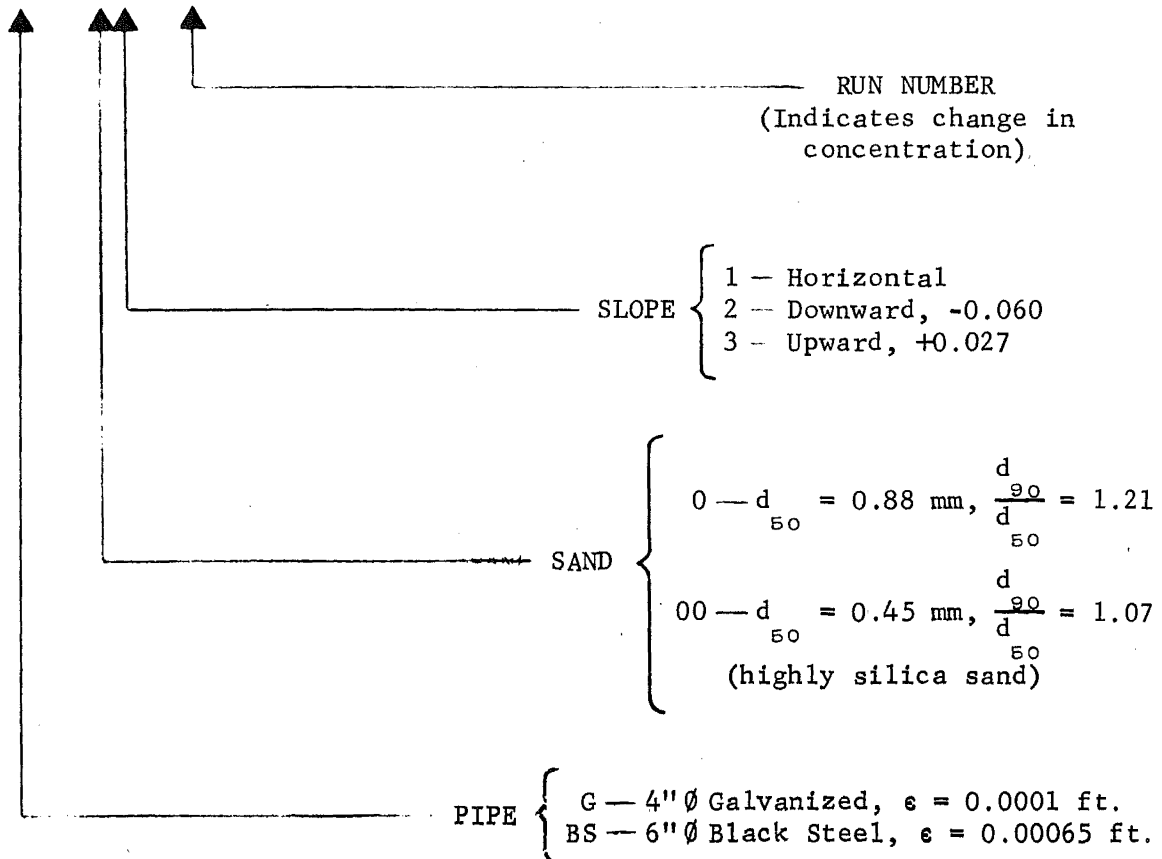 RUN NUMBER
(Indicates change in
concentration)
SLOPE
1 — Horizontal
2 — Downward, -0.060
3 — Upward, +0.027
SAND
0 — d50 = 0.88 mm, d90/d50 = 1.21
00 — d50 = 0.45 mm, d90/d50 = 1.07
(highly silica sand)
PIPE
G — 4" Ø Galvanized, ε = 0.0001 ft.
BS — 6" Ø Black Steel, ε = 0.00065 ft.